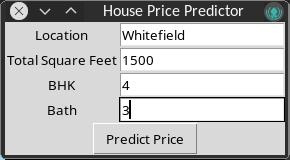 House Price Predictor
Location Whitefield
Total Square Feet 1500
BHK 4
Bath 3
Predict Price